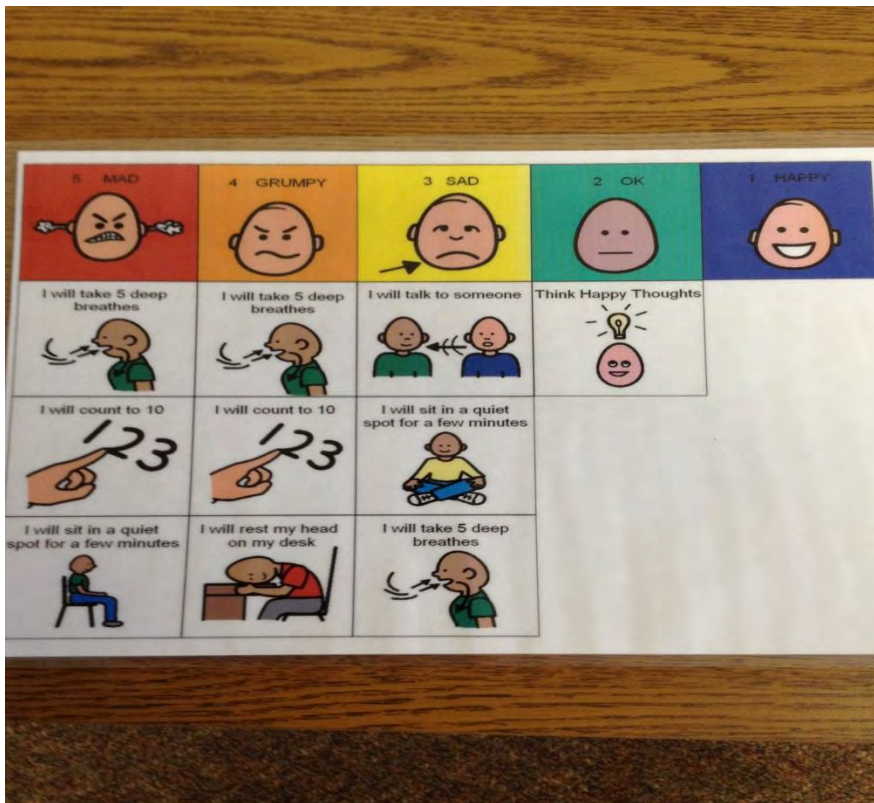 5 MAD
4 GRUMPY
3 SAD
2 OK
1 HAPPY
I will take 5 deep
breathes
I will take 5 deep
breathes
I will talk to someone
Think Happy Thoughts
I will count to 10
123
I will count to 10
123
I will sit in a quiet
spot for a few minutes
I will sit in a quiet
spot for a few minutes
I will rest my head
on my desk
I will take 5 deep
breathes